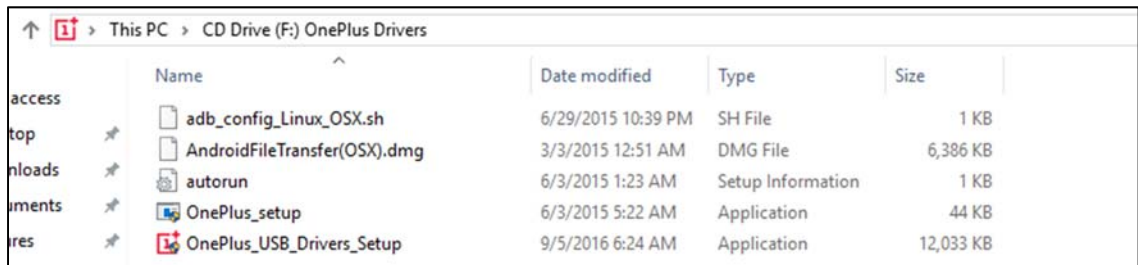 This PC > CD Drive (F:) OnePlus Drivers
Name Date modified Type Size
access
top
nloads
uments
ires
adb_config_Linux_OSX.sh 6/29/2015 10:39 PM SH File 1 KB
AndroidFileTransfer(OSX).dmg 3/3/2015 12:51 AM DMG File 6,386 KB
autorun 6/3/2015 1:23 AM Setup Information 1 KB
OnePlus_setup 6/3/2015 5:22 AM Application 44 KB
OnePlus_USB_Drivers_Setup 9/5/2016 6:24 AM Application 12,033 KB